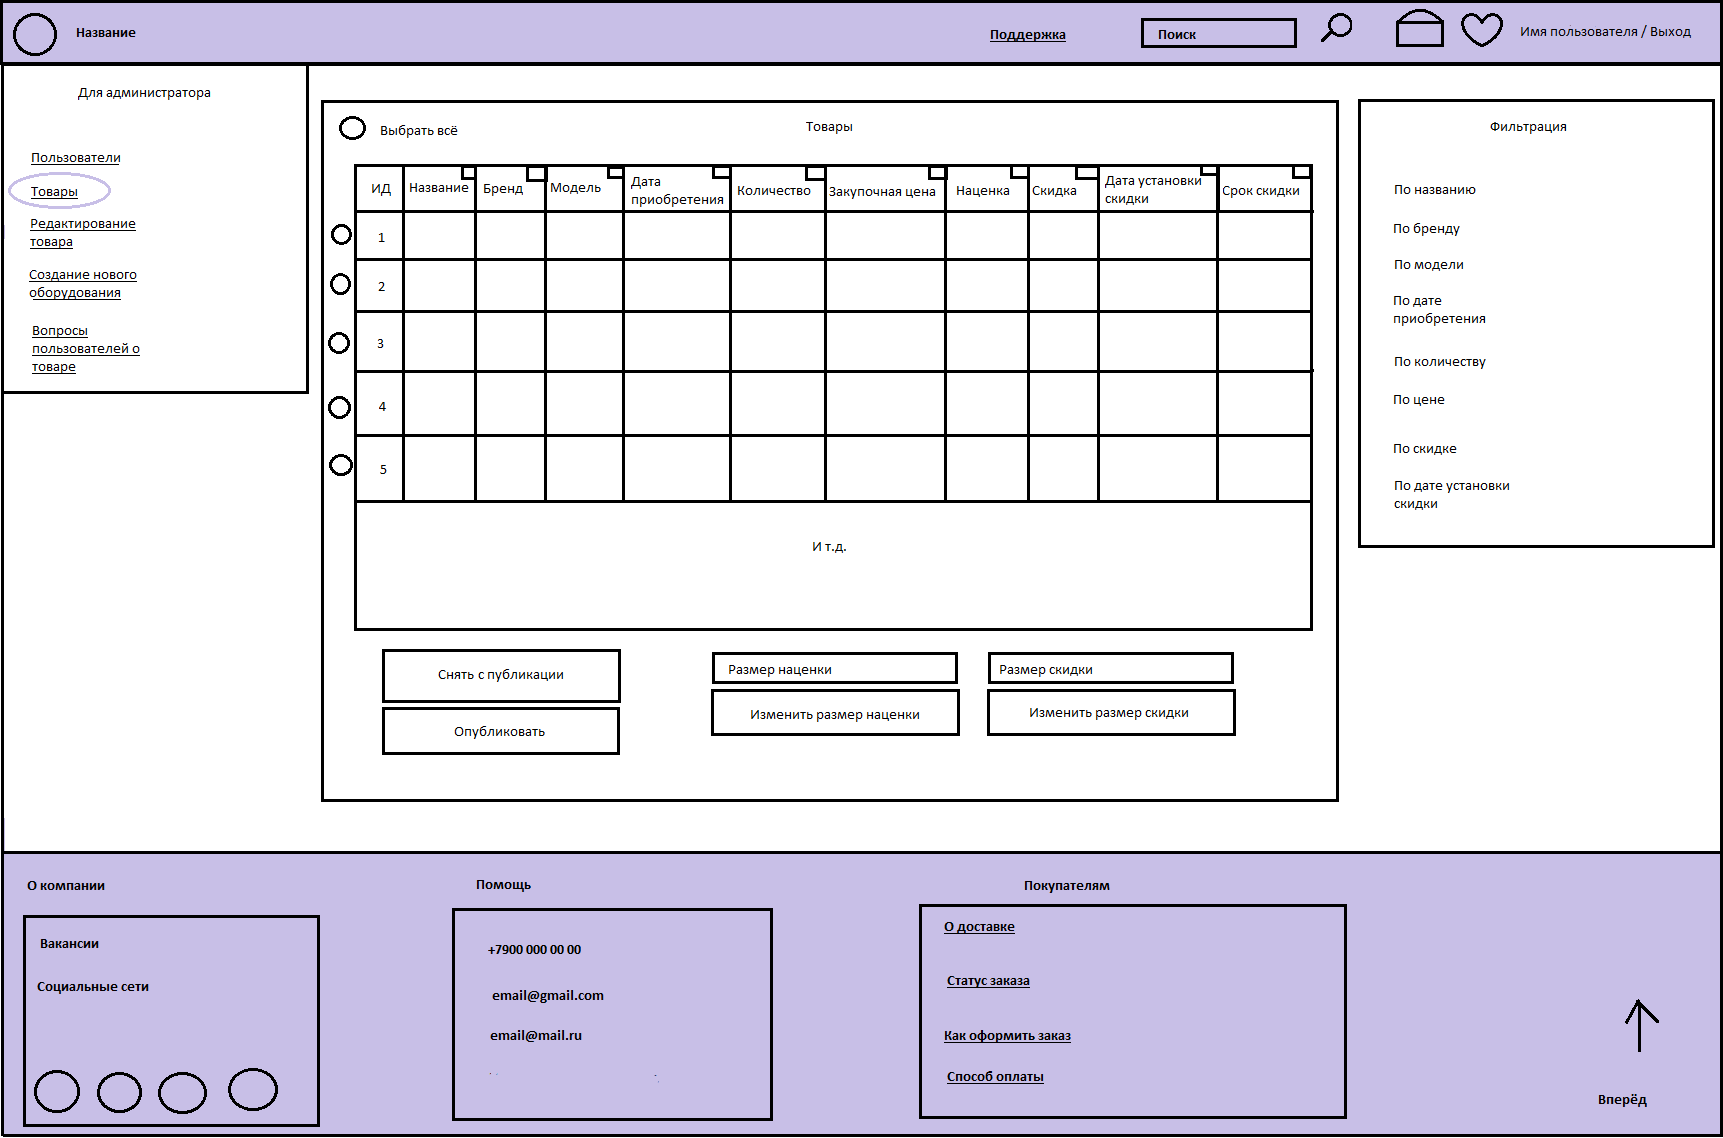 Название
Поддержка
Поиск
Имя пользователя / Выход
Для администратора
Пользователи
Товары
Редактирование
товара
Создание нового
оборудования
Вопросы
пользователей о
товаре
Выбрать всё
Товары
ИД
Название
Бренд
Модель
Дата
приобретения
Количество
Закупочная цена
Наценка
Скидка
Дата установки
скидки
Срок скидки
1
2
3
4
5
И т.д.
Снять с публикации
Опубликовать
Размер наценки
Изменить размер наценки
Размер скидки
Изменить размер скидки
Фильтрация
По названию
По бренду
По модели
По дате
приобретения
По количеству
По цене
По скидке
По дате установки
скидки
О компании
Вакансии
Социальные сети
Помощь
+7900 000 00 00
email@gmail.com
email@mail.ru
Покупателям
О доставке
Статус заказа
Как оформить заказ
Способ оплаты
Вперёд